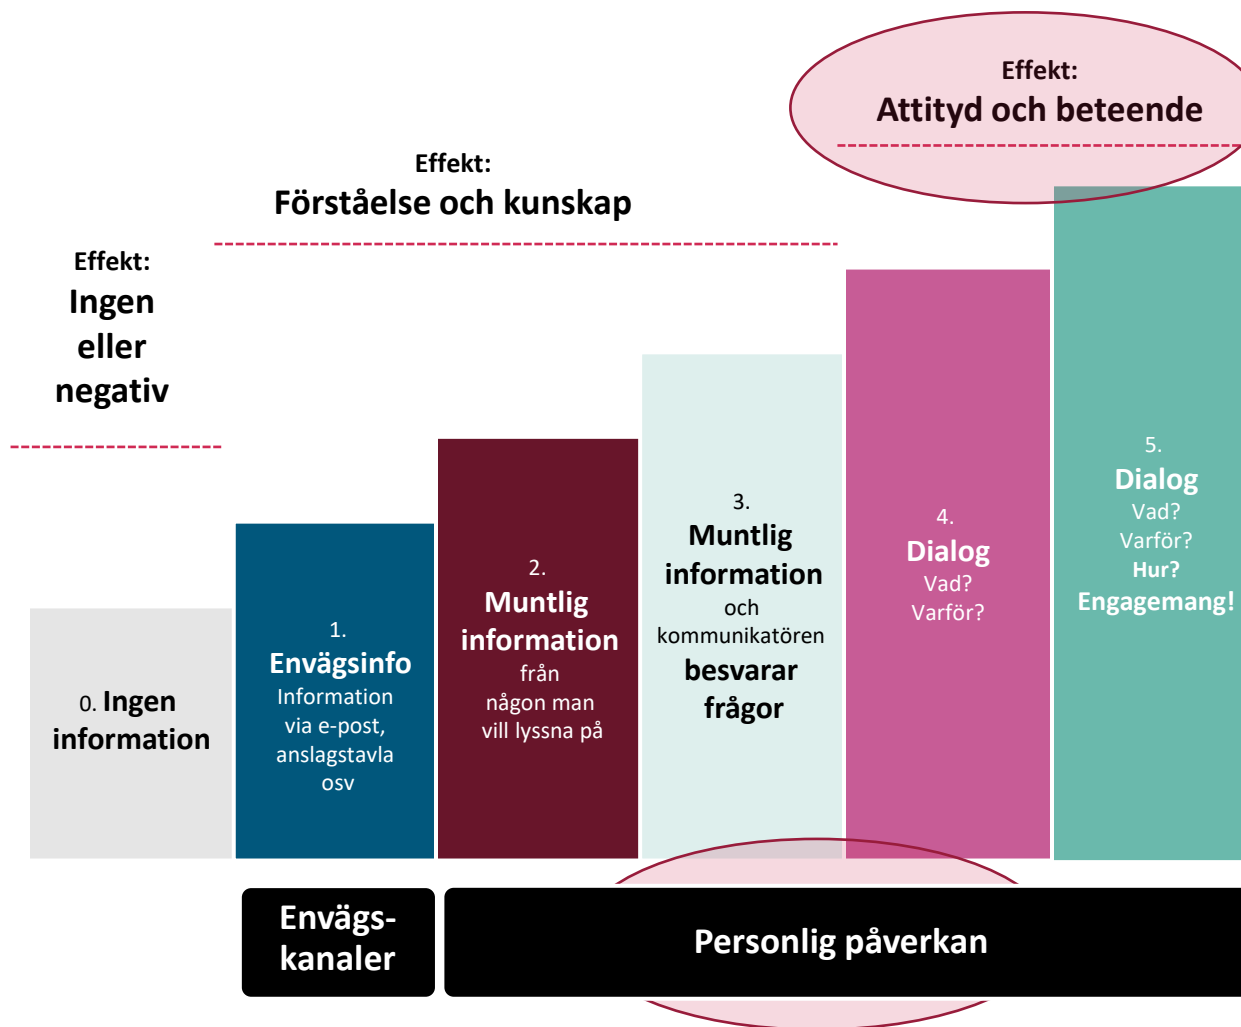 Effekt:
Attityd och beteende
Effekt:
Förståelse och kunskap
Effekt:
Ingen
eller
negativ
0. Ingen
information
1.
Envägsinfo
Information
via e-post,
anslagstavla
osv
2.
Muntlig
information
från
någon man
vill lyssna på
3.
Muntlig
information
och
kommunikatören
besvarar
frågor
4.
Dialog
Vad?
Varför?
5.
Dialog
Vad?
Varför?
Hur?
Engagemang!
Envägs-
kanaler
Personlig påverkan